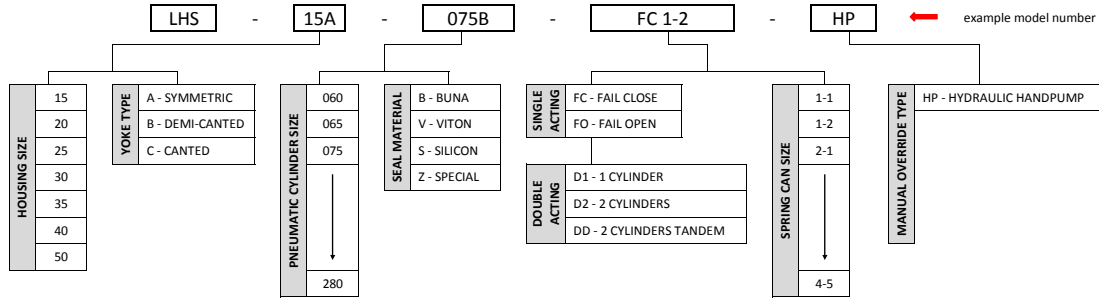 LHS - 15A - 075B - FC 1-2 - HP example model number
HOUSING SIZE
15
20
25
30
35
40
50
YOKE TYPE
A - SYMMETRIC
B - DEMI-CANTED
C - CANTED
PNEUMATIC CYLINDER SIZE
060
065
075
280
SEAL MATERIAL
B - BUNA
V - VITON
S - SILICON
Z - SPECIAL
SINGLE
ACTING
FC - FAIL CLOSE
FO - FAIL OPEN
DOUBLE
ACTING
D1 - 1 CYLINDER
D2 - 2 CYLINDERS
DD - 2 CYLINDERS TANDEM
SPRING CAN SIZE
1-1
1-2
2-1
4-5
MANUAL OVERRIDE TYPE
HP - HYDRAULIC HANDPUMP